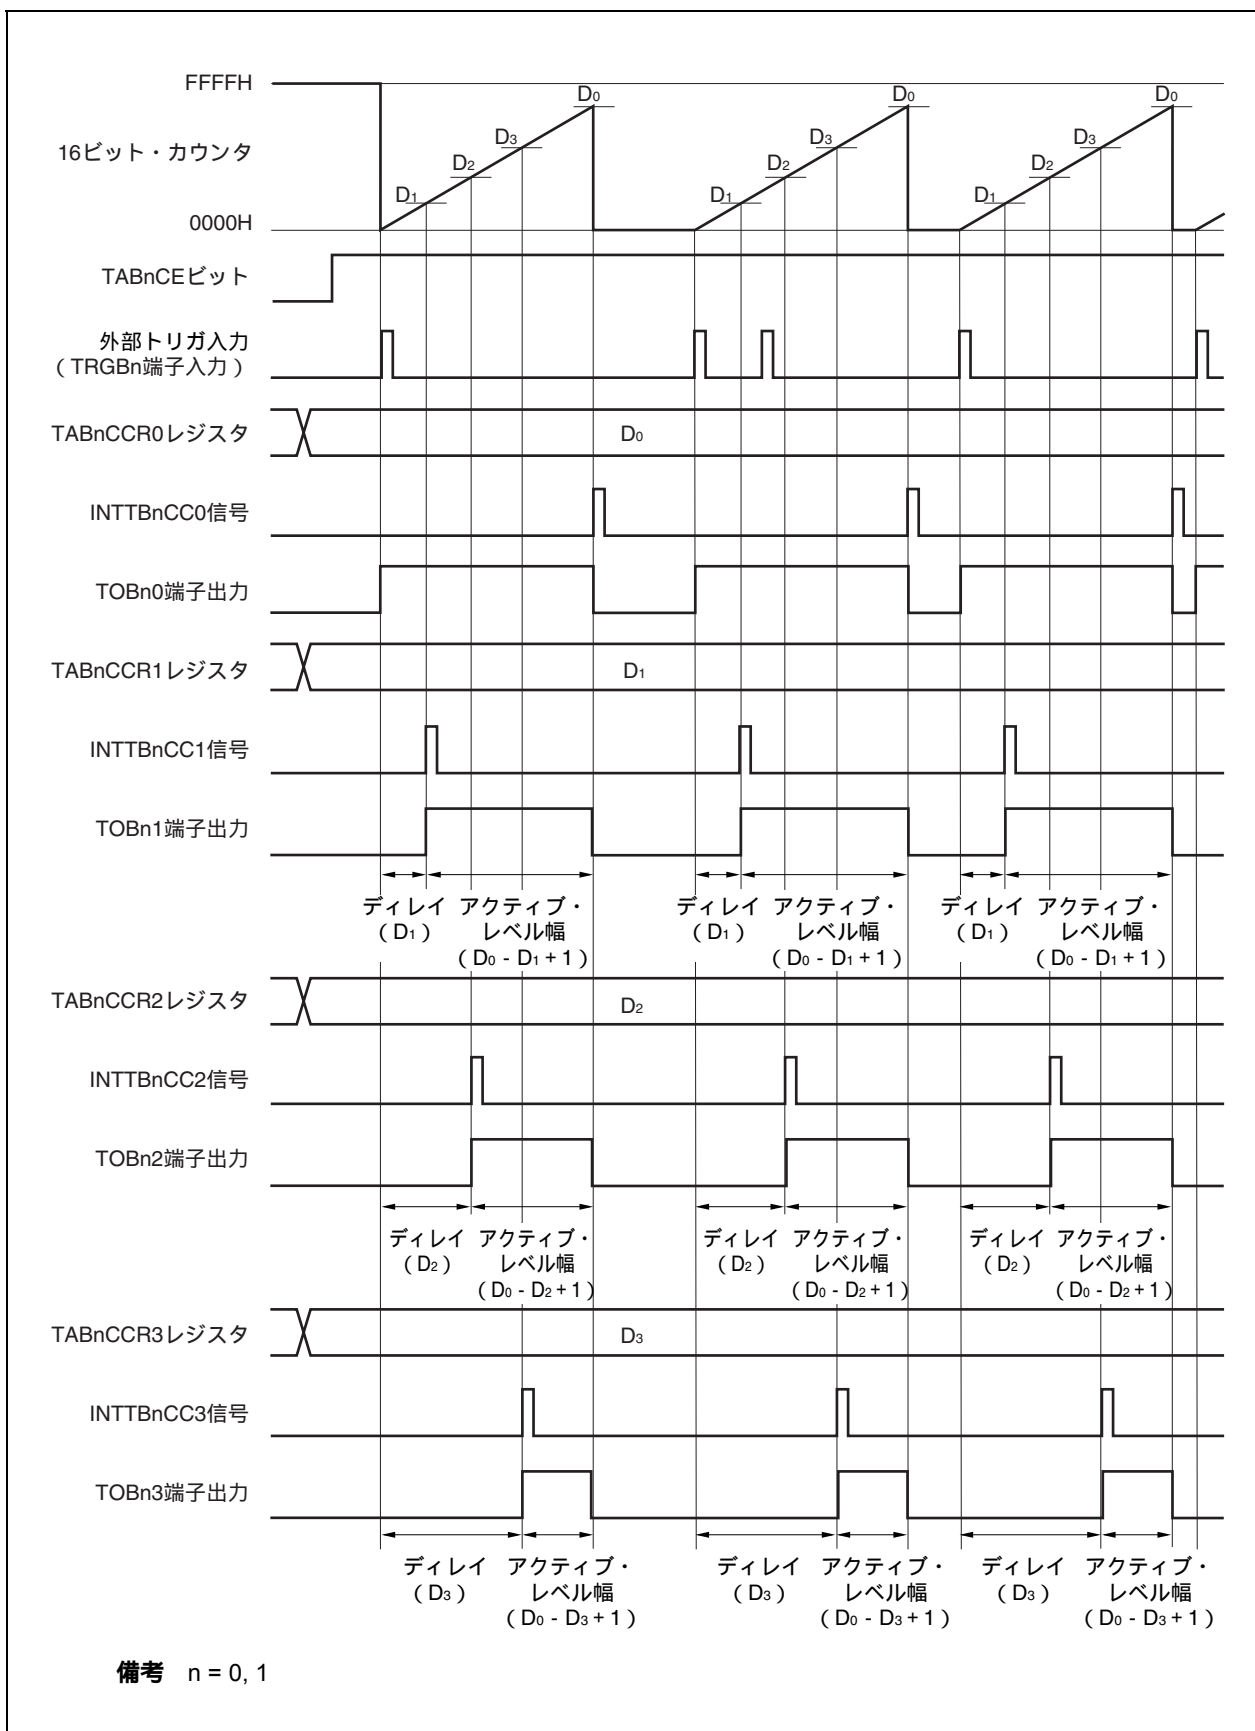 FFFFH
D0 D0 D0
16ビット・カウンタ
D3 D3 D3
D2 D2 D2
D1 D1 D1
0000H
TABnCEビット
外部トリガ入力
（TRGBn端子入力）
TABnCCR0レジスタ D0
INTTBnCC0信号
TOBn0端子出力
TABnCCR1レジスタ D1
INTTBnCC1信号
TOBn1端子出力
ディレイ アクティブ・ ディレイ アクティブ・ ディレイ アクティブ・
（D1） レベル幅 （D1） レベル幅 （D1） レベル幅
（D0 - D1 + 1） （D0 - D1 + 1） （D0 - D1 + 1）
TABnCCR2レジスタ D2
INTTBnCC2信号
TOBn2端子出力
ディレイ アクティブ・ ディレイ アクティブ・ ディレイ アクティブ・
（D2） レベル幅 （D2） レベル幅 （D2） レベル幅
（D0 - D2 + 1） （D0 - D2 + 1） （D0 - D2 + 1）
TABnCCR3レジスタ D3
INTTBnCC3信号
TOBn3端子出力
ディレイ アクティブ・ ディレイ アクティブ・ ディレイ アクティブ・
（D3） レベル幅 （D3） レベル幅 （D3） レベル幅
（D0 - D3 + 1） （D0 - D3 + 1） （D0 - D3 + 1）
備考 n = 0, 1